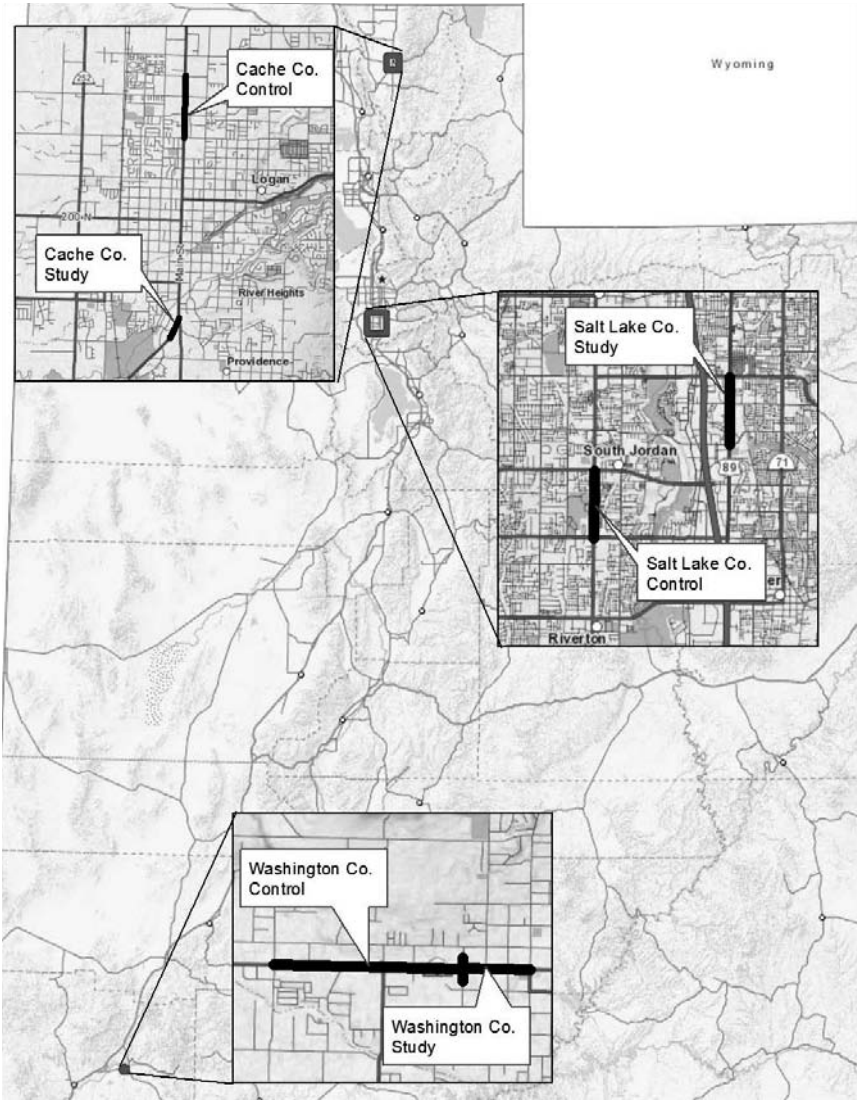 Wyoming
Cache Co.
Control
252
Logan
200 N
Main St
Cache Co.
Study
River Heights
Providence
Salt Lake Co.
Study
South Jordan
89
71
Salt Lake Co.
Control
Riverton
Washington Co.
Control
Washington Co.
Study